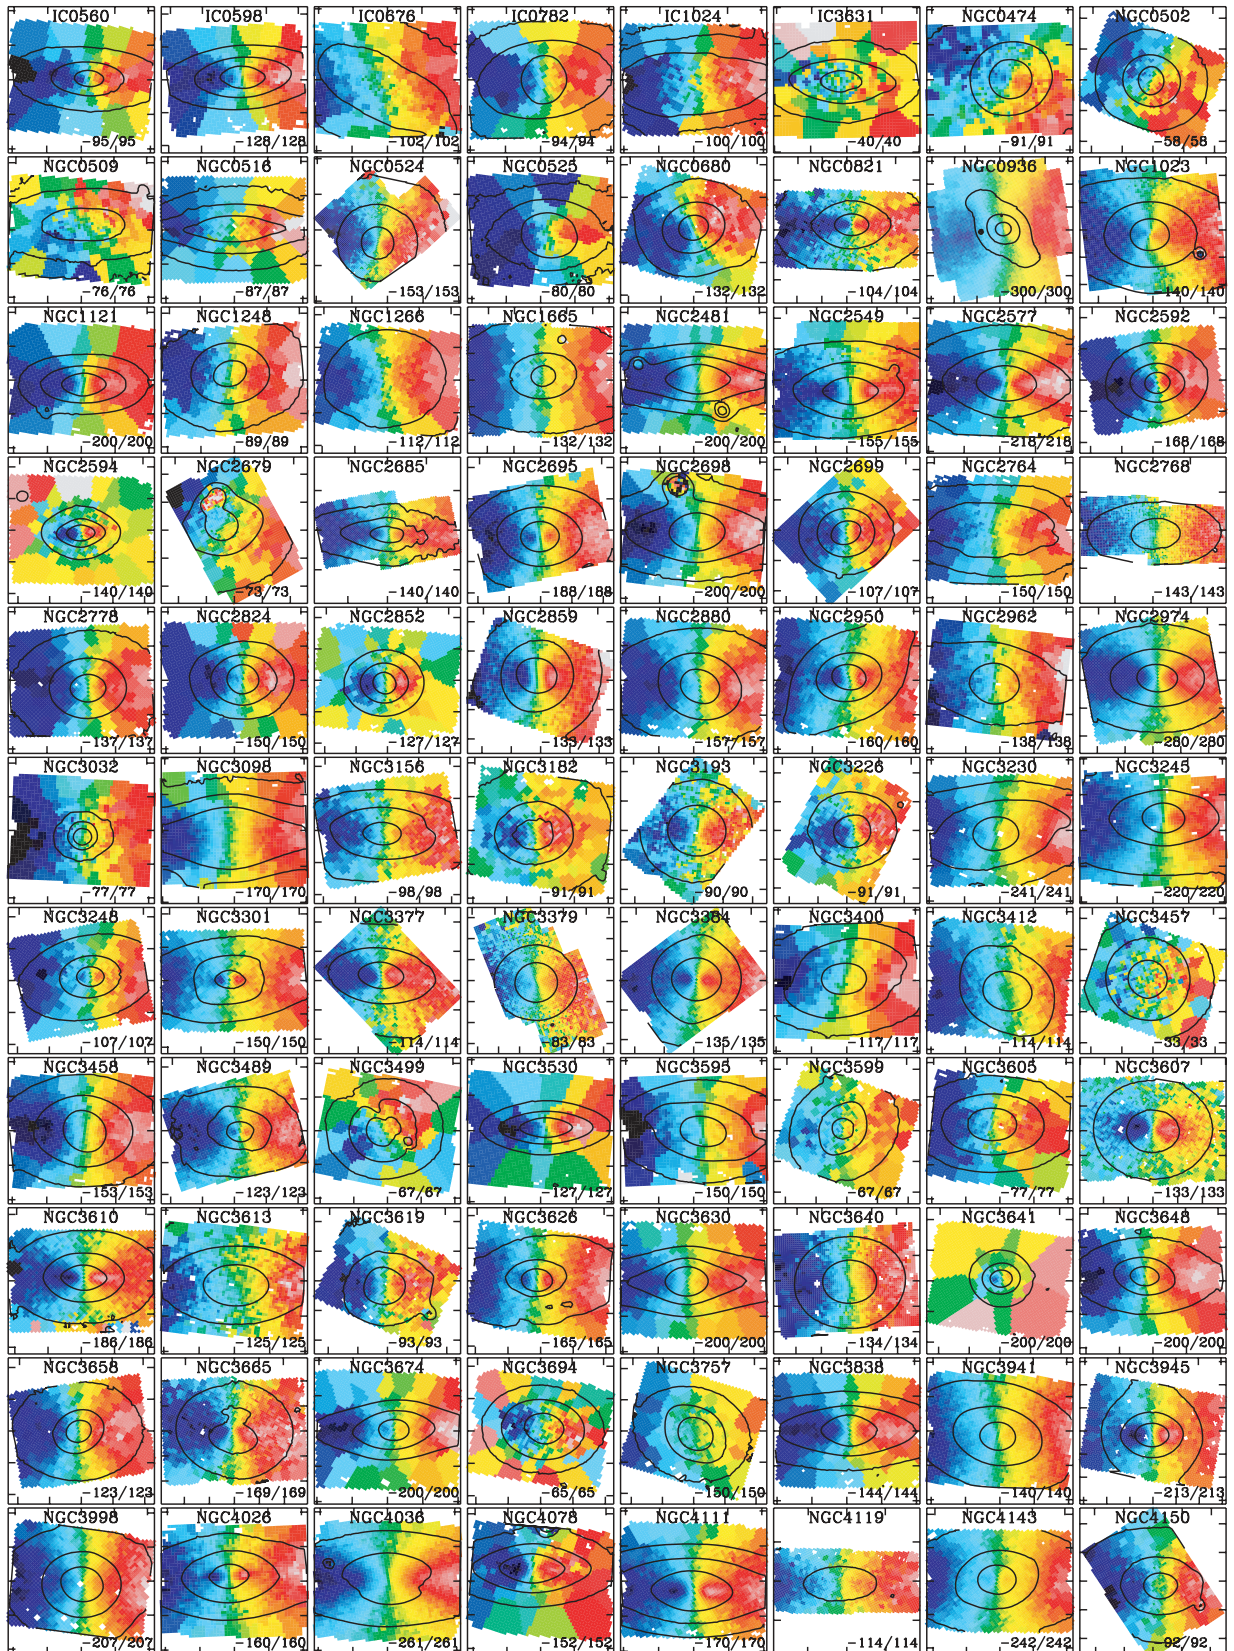 IC0560 IC0598 IC0676 IC0782 IC1024 IC3631 NGC0474 NGC0502
-95/95 -128/128 -102/102 -94/94 -100/100 -40/40 -91/91 -58/58
NGC0509 NGC0516 NGC0524 NGC0525 NGC0680 NGC0821 NGC0936 NGC1023
-76/76 -87/87 -153/153 -80/80 -132/132 -104/104 -300/300 -140/140
NGC1121 NGC1248 NGC1266 NGC1665 NGC2481 NGC2549 NGC2577 NGC2592
-200/200 -89/89 -112/112 -132/132 -200/200 -155/155 -218/218 -168/168
NGC2594 NGC2679 NGC2685 NGC2695 NGC2698 NGC2699 NGC2764 NGC2768
-140/140 -73/73 -140/140 -188/188 -200/200 -107/107 -150/150 -143/143
NGC2778 NGC2824 NGC2852 NGC2859 NGC2880 NGC2950 NGC2962 NGC2974
-137/137 -150/150 -127/127 -133/133 -157/157 -160/160 -138/138 -280/280
NGC3032 NGC3098 NGC3156 NGC3182 NGC3193 NGC3226 NGC3230 NGC3245
-77/77 -170/170 -98/98 -91/91 -90/90 -91/91 -241/241 -220/220
NGC3248 NGC3301 NGC3377 NGC3379 NGC3384 NGC3400 NGC3412 NGC3457
-107/107 -150/150 -114/114 -83/83 -135/135 -117/117 -114/114 -33/33
NGC3458 NGC3489 NGC3499 NGC3530 NGC3595 NGC3599 NGC3605 NGC3607
-153/153 -123/123 -67/67 -127/127 -150/150 -67/67 -77/77 -133/133
NGC3610 NGC3613 NGC3619 NGC3626 NGC3630 NGC3640 NGC3641 NGC3648
-186/186 -125/125 -93/93 -165/165 -200/200 -134/134 -200/200 -200/200
NGC3658 NGC3665 NGC3674 NGC3694 NGC3757 NGC3838 NGC3941 NGC3945
-123/123 -169/169 -200/200 -65/65 -150/150 -144/144 -140/140 -213/213
NGC3998 NGC4026 NGC4036 NGC4078 NGC4111 NGC4119 NGC4143 NGC4150
-207/207 -160/160 -261/261 -152/152 -170/170 -114/114 -242/242 -92/92